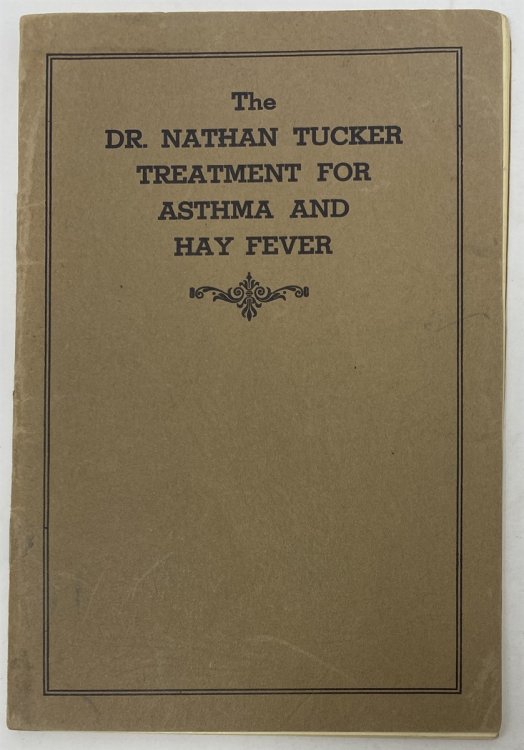 The
DR. NATHAN TUCKER
TREATMENT FOR
ASTHMA AND
HAY FEVER